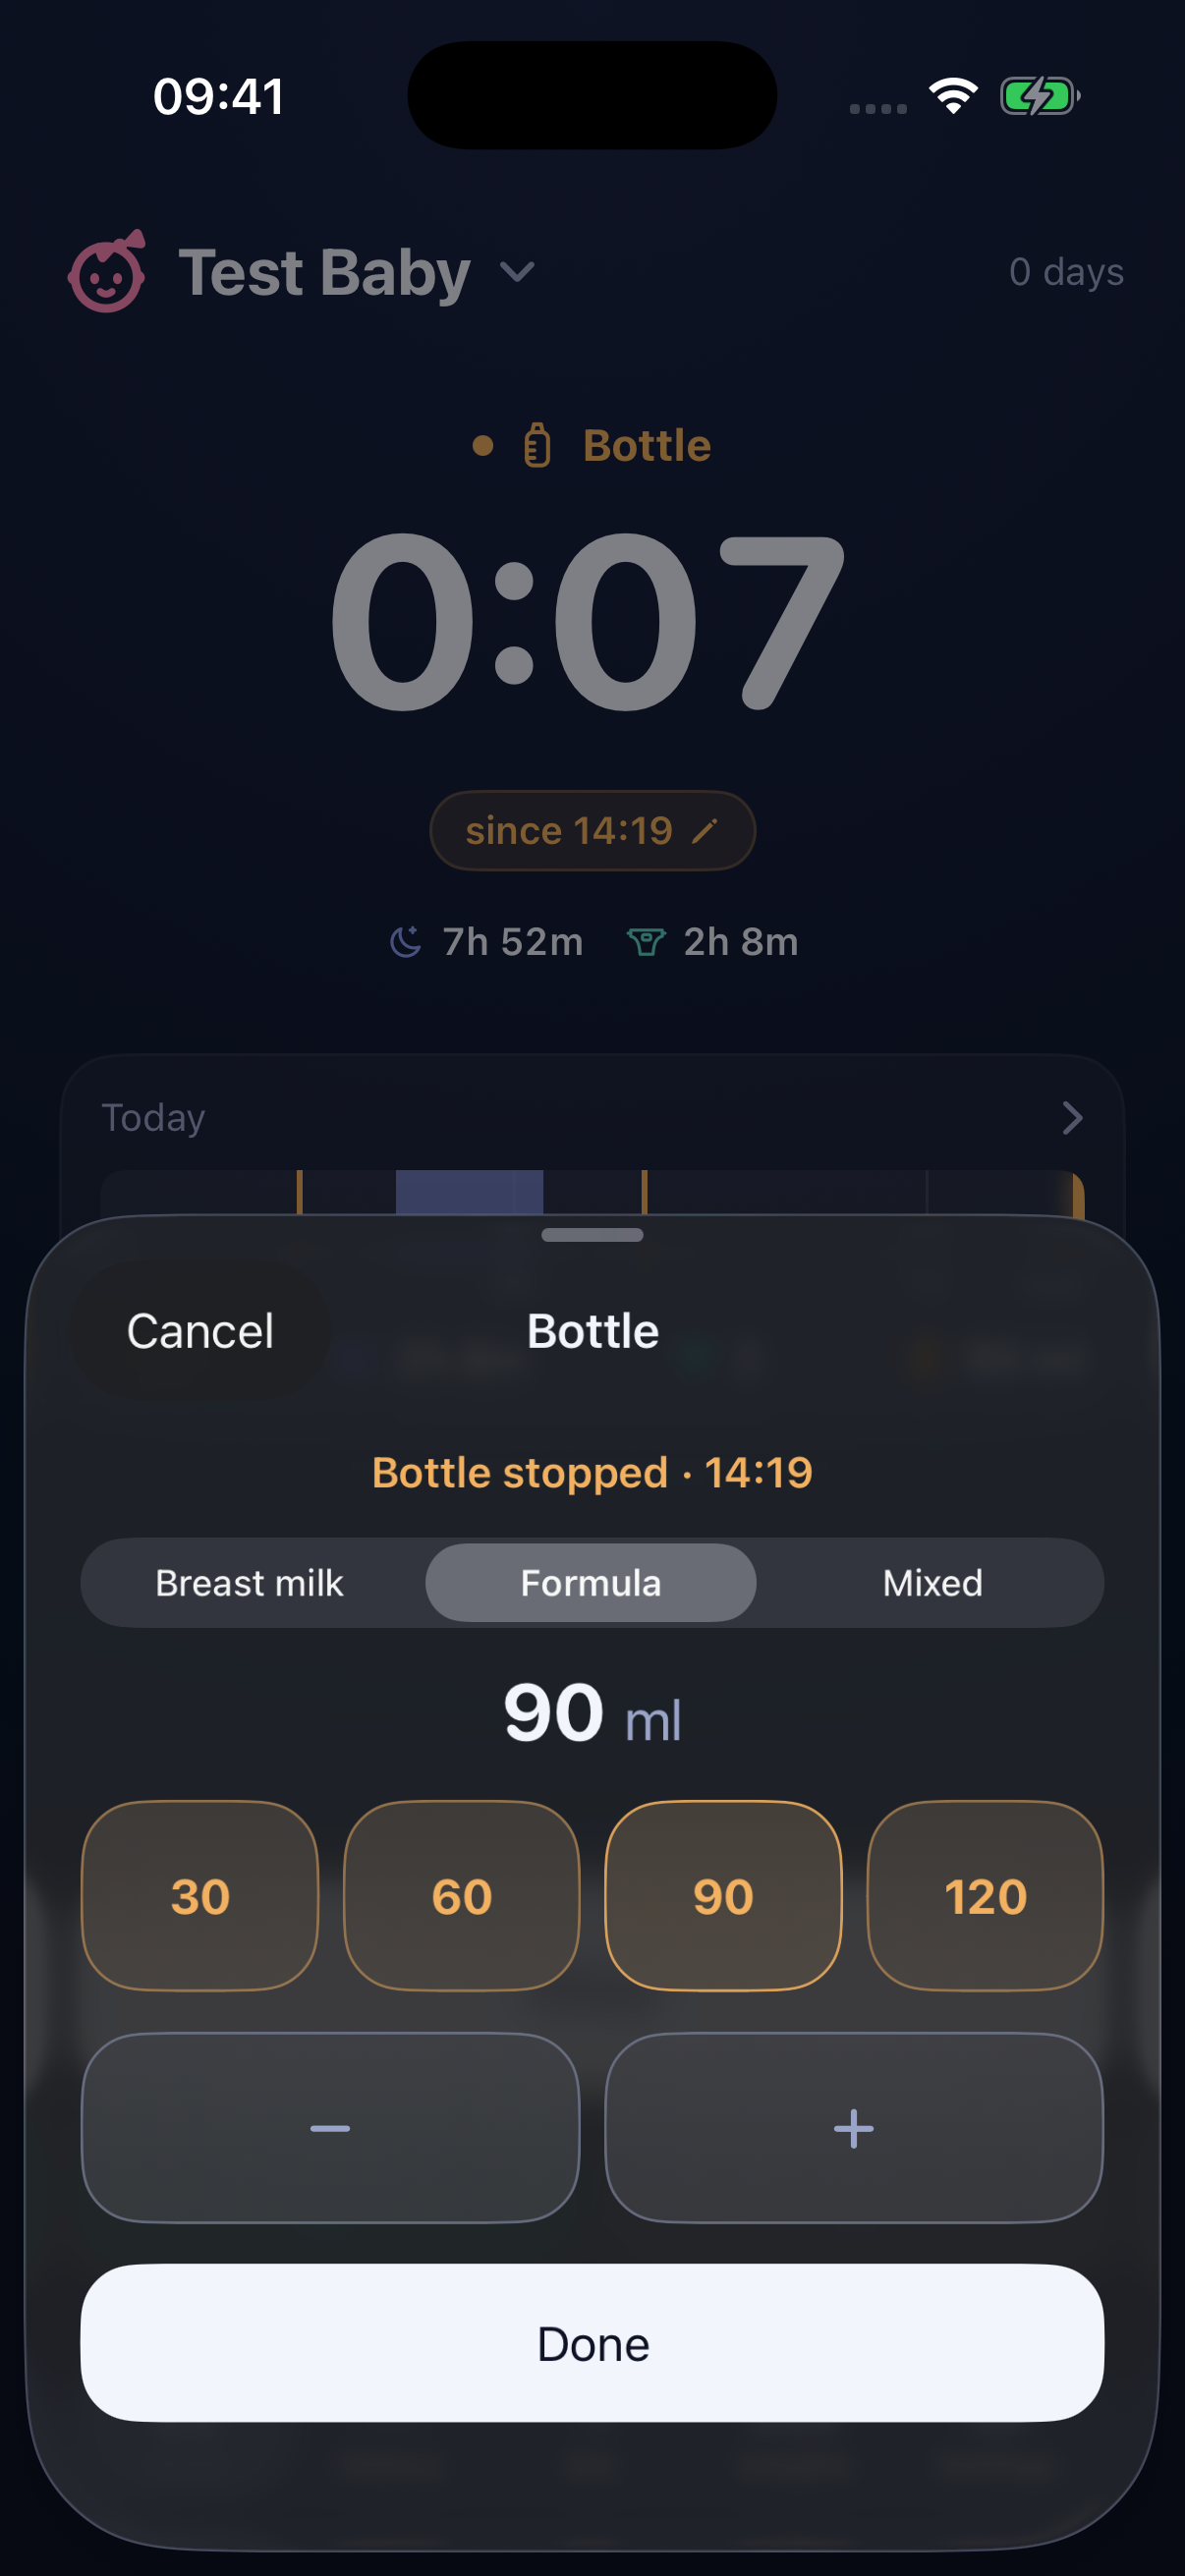 09:41
Test Baby
0 days
Bottle
0:07
since 14:19
7h 52m 2h 8m
Today
Cancel
Bottle
Bottle stopped · 14:19
Breast milk Formula Mixed
90 ml
30 60 90 120
− +
Done